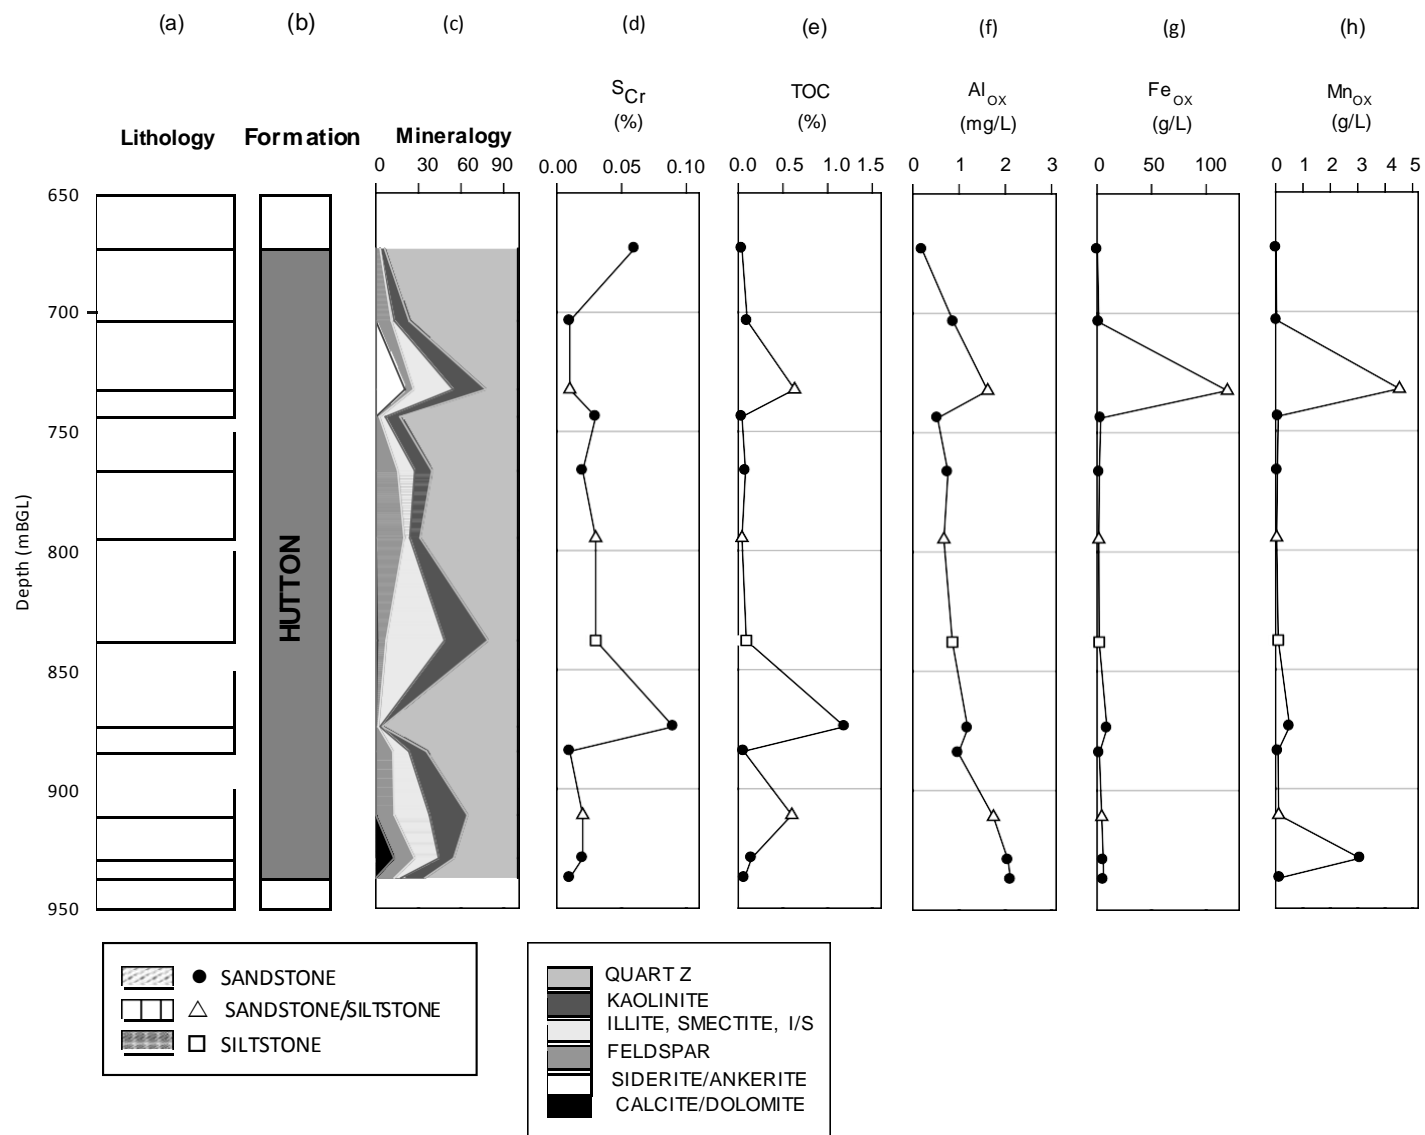 (a) (b) (c) (d) (e) (f) (g) (h)
SCr TOC AlOX FeOX MnOX
(%) (%) (mg/L) (g/L) (g/L)
Lithology Formation Mineralogy
0 30 60 90 0.00 0.05 0.10 0.0 0.5 1.0 1.5 0 1 2 3 0 50 100 0 1 2 3 4 5
650
700
750
800
850
900
950
Depth (mBGL)
HUTTON
SANDSTONE
SANDSTONE/SILTSTONE
SILTSTONE
QUART Z
KAOLINITE
ILLITE, SMECTITE, I/S
FELDSPAR
SIDERITE/ANKERITE
CALCITE/DOLOMITE